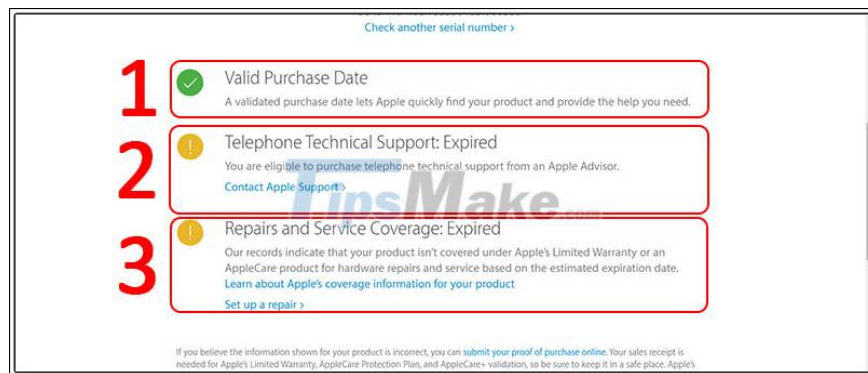 Check another serial number >
1
Valid Purchase Date
A validated purchase date lets Apple quickly find your product and provide the help you need.
2
Telephone Technical Support: Expired
You are eligible to purchase telephone technical support from an Apple Advisor.
Contact Apple Support >
TipsMake.com
3
Repairs and Service Coverage: Expired
Our records indicate that your product isn't covered under Apple's Limited Warranty or an
AppleCare product for hardware repairs and service based on the estimated expiration date.
Learn about Apple's coverage information for your product
Set up a repair >
If you believe the information shown for your product is incorrect, you can submit your proof of purchase online. Your sales receipt is
needed for Apple's Limited Warranty, AppleCare Protection Plan, and AppleCare+ validation, so be sure to keep it in a safe place. Apple's